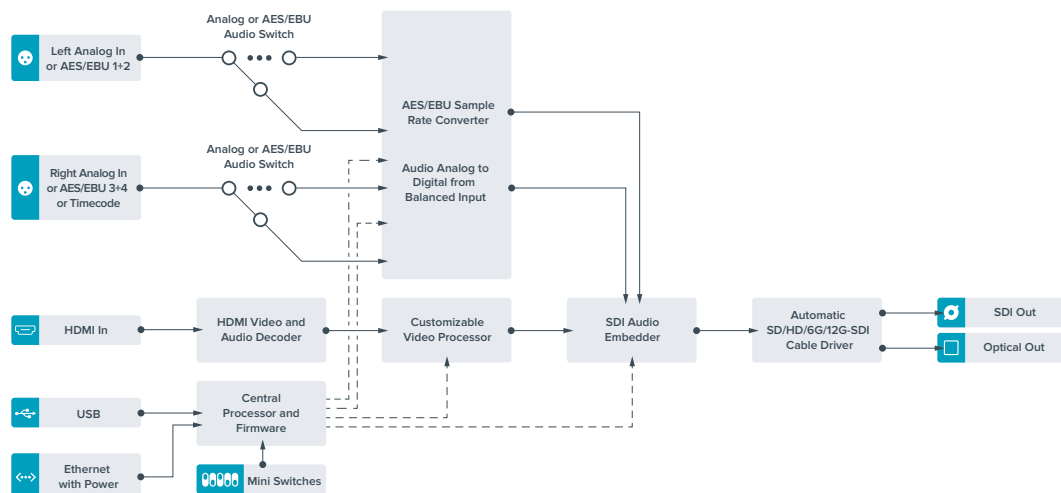 Analog or AES/EBU
Audio Switch
Left Analog In
or AES/EBU 1+2
AES/EBU Sample
Rate Converter
Analog or AES/EBU
Audio Switch
Right Analog In
or AES/EBU 3+4
or Timecode
Audio Analog to
Digital from
Balanced Input
HDMI In
HDMI Video and
Audio Decoder
Customizable
Video Processor
SDI Audio
Embedder
Automatic
SD/HD/6G/12G-SDI
Cable Driver
SDI Out
Optical Out
USB
Central
Processor and
Firmware
Ethernet
with Power
Mini Switches